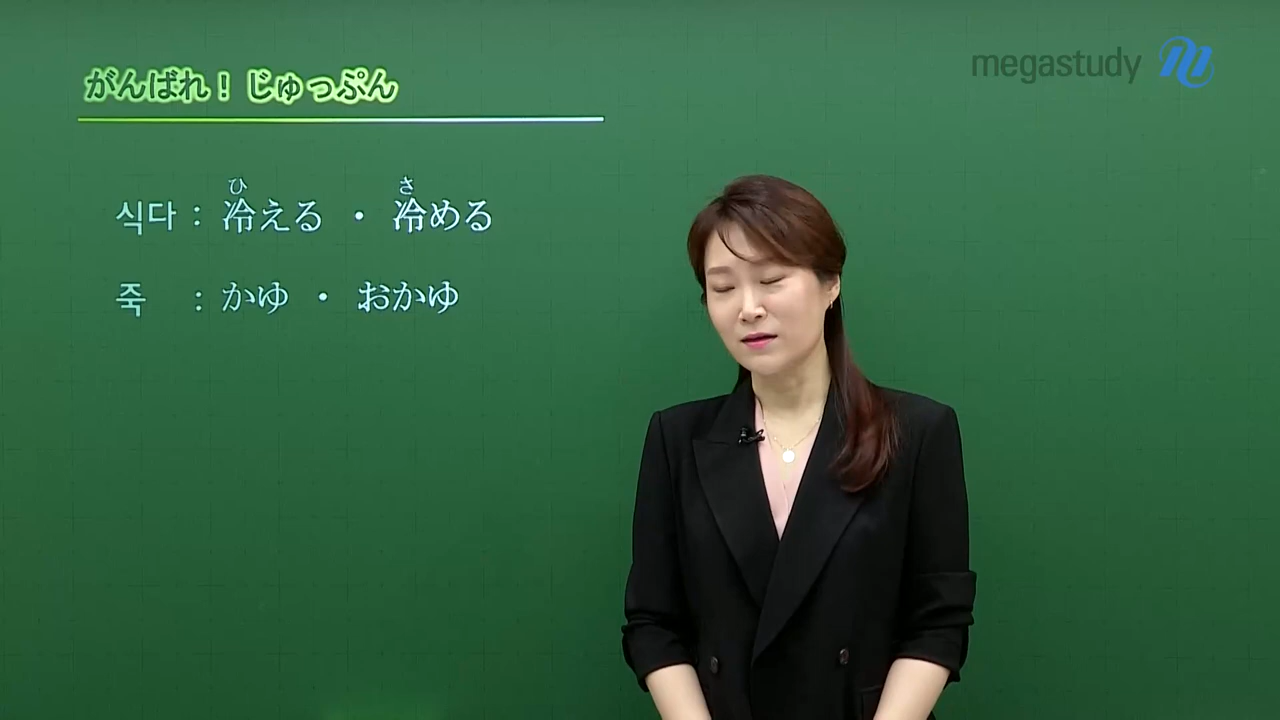 がんばれ! じゅっぷん
megastudy
식다 : 冷える ・ 冷める
ひ さ
죽 : かゆ ・ おかゆ